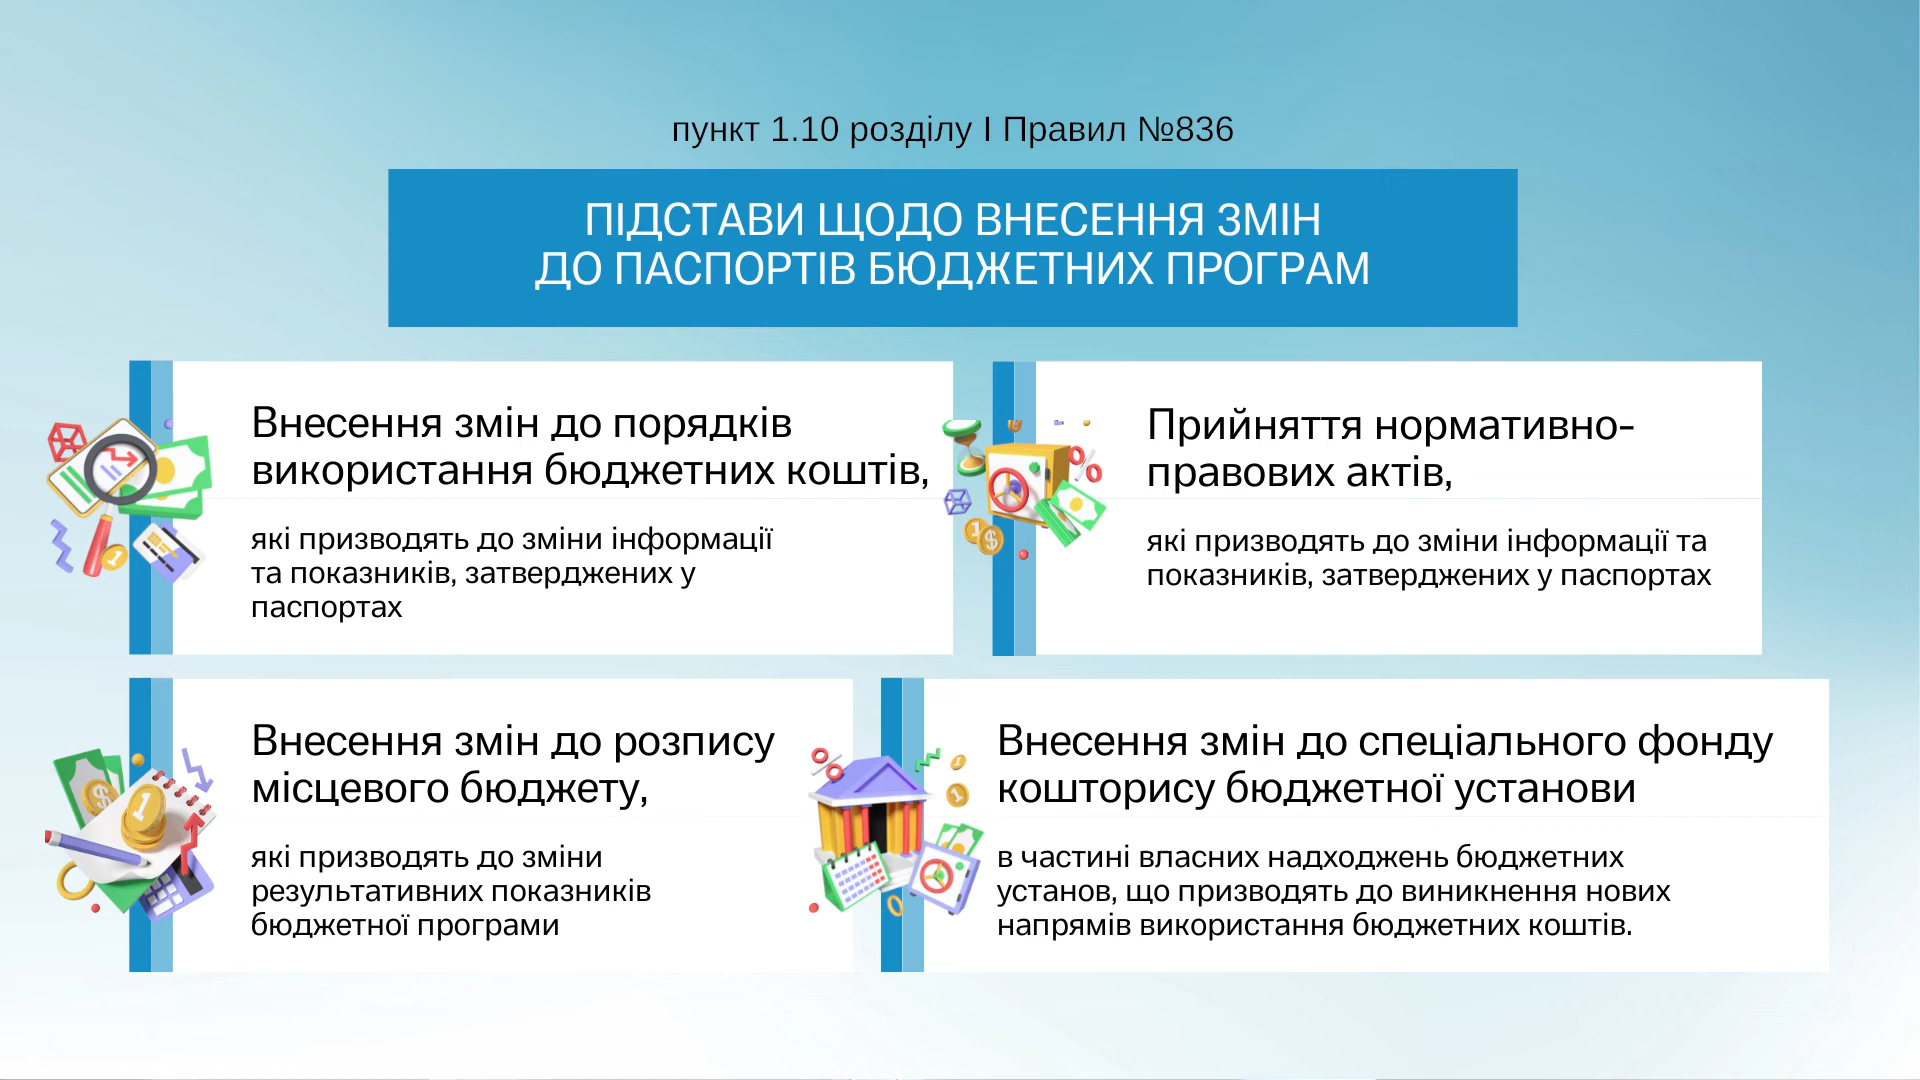 пункт 1.10 розділу I Правил №836
ПІДСТАВИ ЩОДО ВНЕСЕННЯ ЗМІН
ДО ПАСПОРТІВ БЮДЖЕТНИХ ПРОГРАМ
Внесення змін до порядків
використання бюджетних коштів,
які призводять до зміни інформації
та показників, затверджених у
паспортах
Прийняття нормативно-
правових актів,
які призводять до зміни інформації та
показників, затверджених у паспортах
Внесення змін до розпису
місцевого бюджету,
які призводять до зміни
результативних показників
бюджетної програми
Внесення змін до спеціального фонду
кошторису бюджетної установи
в частині власних надходжень бюджетних
установ, що призводять до виникнення нових
напрямів використання бюджетних коштів.